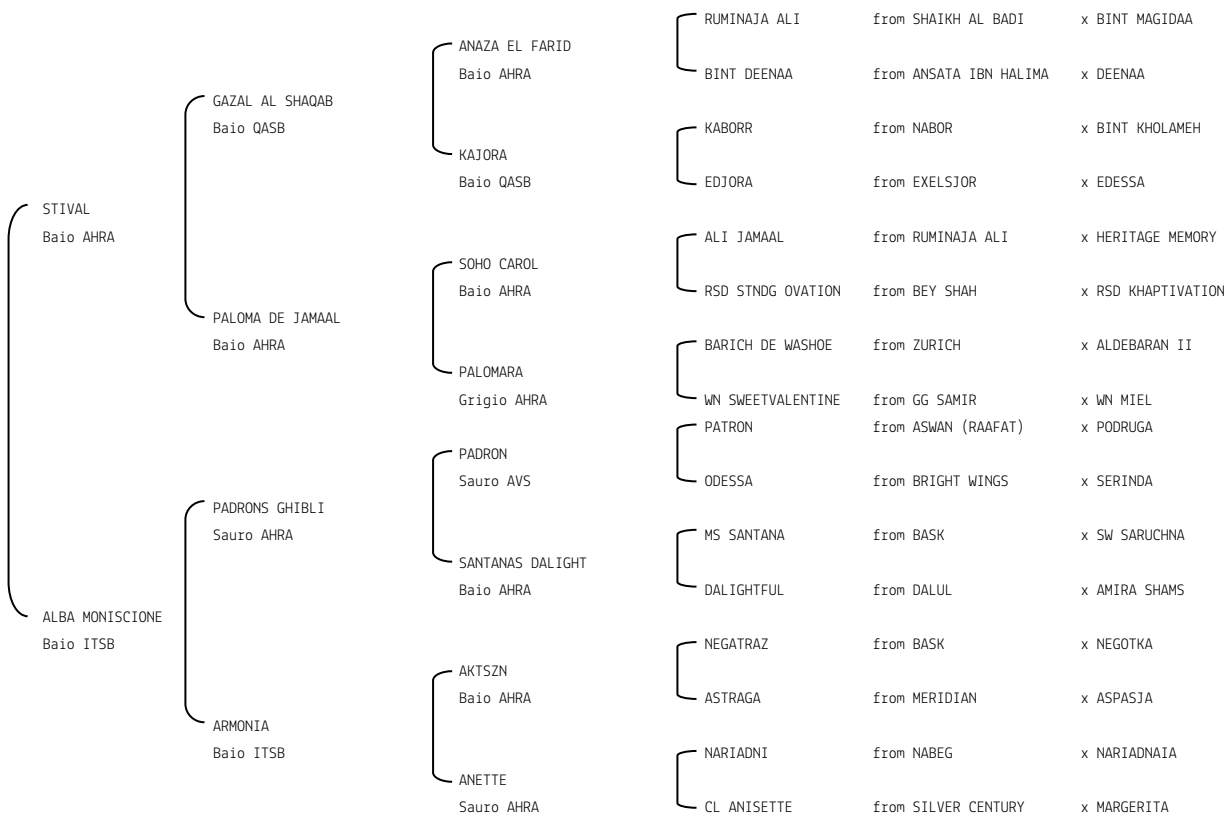 RUMINAJA ALI from SHAIKH AL BADI x BINT MAGIDAA
ANAZA EL FARID
Baio AHRA BINT DEENAA from ANSATA IBN HALIMA x DEENAA
GAZAL AL SHAQAB
Baio QASB KABORR from NABOR x BINT KHOLAMEH
KAJORA
Baio QASB EDJORA from EXELSJOR x EDESSA
STIVAL
Baio AHRA ALI JAMAAL from RUMINAJA ALI x HERITAGE MEMORY
SOHO CAROL
Baio AHRA RSD STNDG OVATION from BEY SHAH x RSD KHAPTIVATION
PALOMA DE JAMAAL
Baio AHRA BARICH DE WASHOE from ZURICH x ALDEBARAN II
PALOMARA
Grigio AHRA WN SWEETVALENTINE from GG SAMIR x WN MIEL
PATRON from ASWAN (RAAFAT) x PODRUGA
PADRON
Sauro AVS ODESSA from BRIGHT WINGS x SERINDA
PADRONS GHIBLI
Sauro AHRA MS SANTANA from BASK x SW SARUCHNA
SANTANAS DALIGHT
Baio AHRA DALIGHTFUL from DALUL x AMIRA SHAMS
ALBA MONISCIONE
Baio ITSB NEGATRAZ from BASK x NEGOTKA
AKTSZN
Baio AHRA ASTRAGA from MERIDIAN x ASPASJA
ARMONIA
Baio ITSB NARIADNI from NABEG x NARIADNAIA
ANETTE
Sauro AHRA CL ANISETTE from SILVER CENTURY x MARGERITA